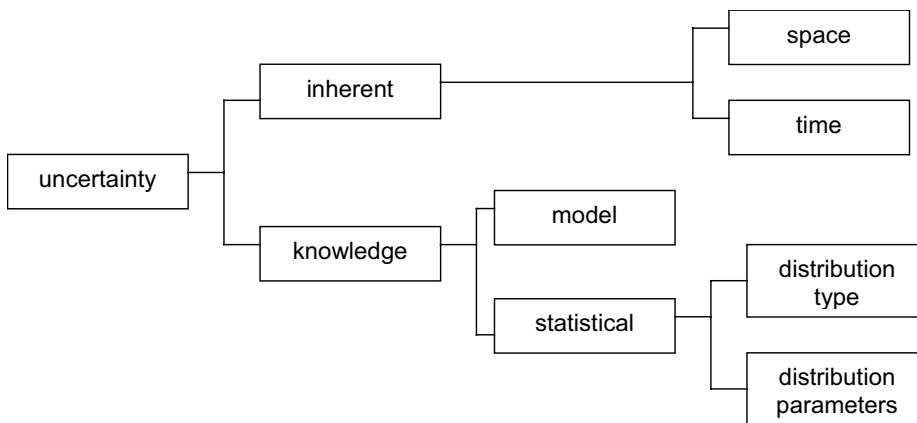 space
inherent
time
uncertainty
model
knowledge
distribution
type
statistical
distribution
parameters